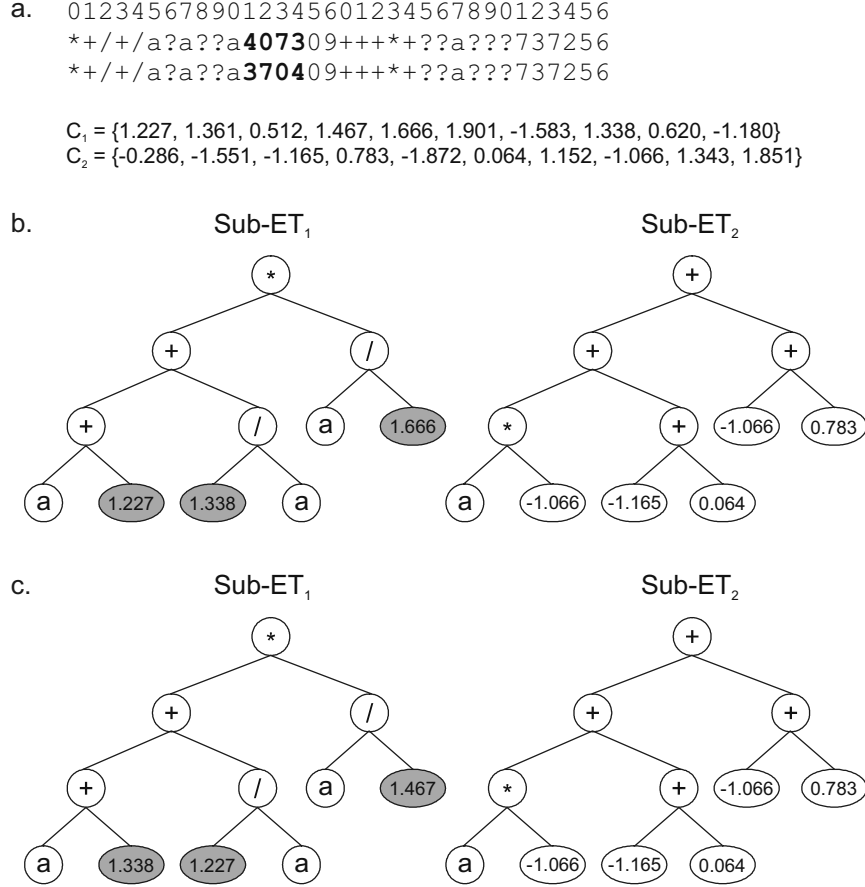 a. 0123456789012345601234567890123456
*+/+/a?a??a407309+++*+??a???737256
*+/+/a?a??a370409+++*+??a???737256
C₁ = {1.227, 1.361, 0.512, 1.467, 1.666, 1.901, -1.583, 1.338, 0.620, -1.180}
C₂ = {-0.286, -1.551, -1.165, 0.783, -1.872, 0.064, 1.152, -1.066, 1.343, 1.851}
b. Sub-ET₁ Sub-ET₂
* +
+ / + +
+ / a 1.666 * + -1.066 0.783
a 1.227 1.338 a a -1.066 -1.165 0.064
c. Sub-ET₁ Sub-ET₂
* +
+ / + +
+ / a 1.467 * + -1.066 0.783
a 1.338 1.227 a a -1.066 -1.165 0.064